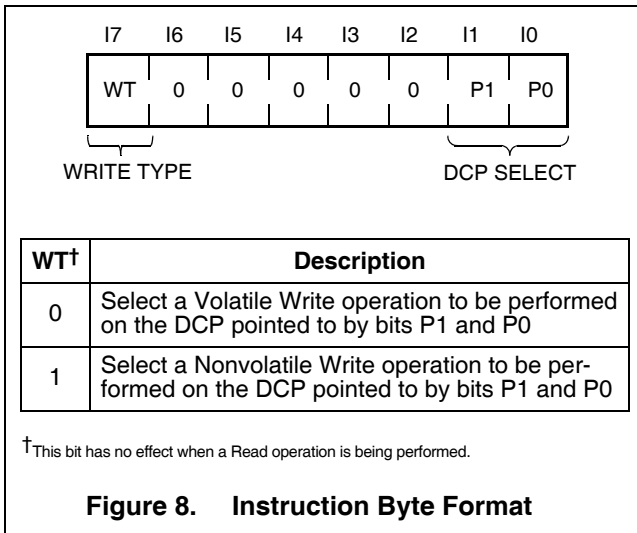 I7 I6 I5 I4 I3 I2 I1 I0
WT 0 0 0 0 0 P1 P0
WRITE TYPE DCP SELECT
WT† Description
0 Select a Volatile Write operation to be performed
on the DCP pointed to by bits P1 and P0
1 Select a Nonvolatile Write operation to be per-
formed on the DCP pointed to by bits P1 and P0
†This bit has no effect when a Read operation is being performed.
Figure 8. Instruction Byte Format